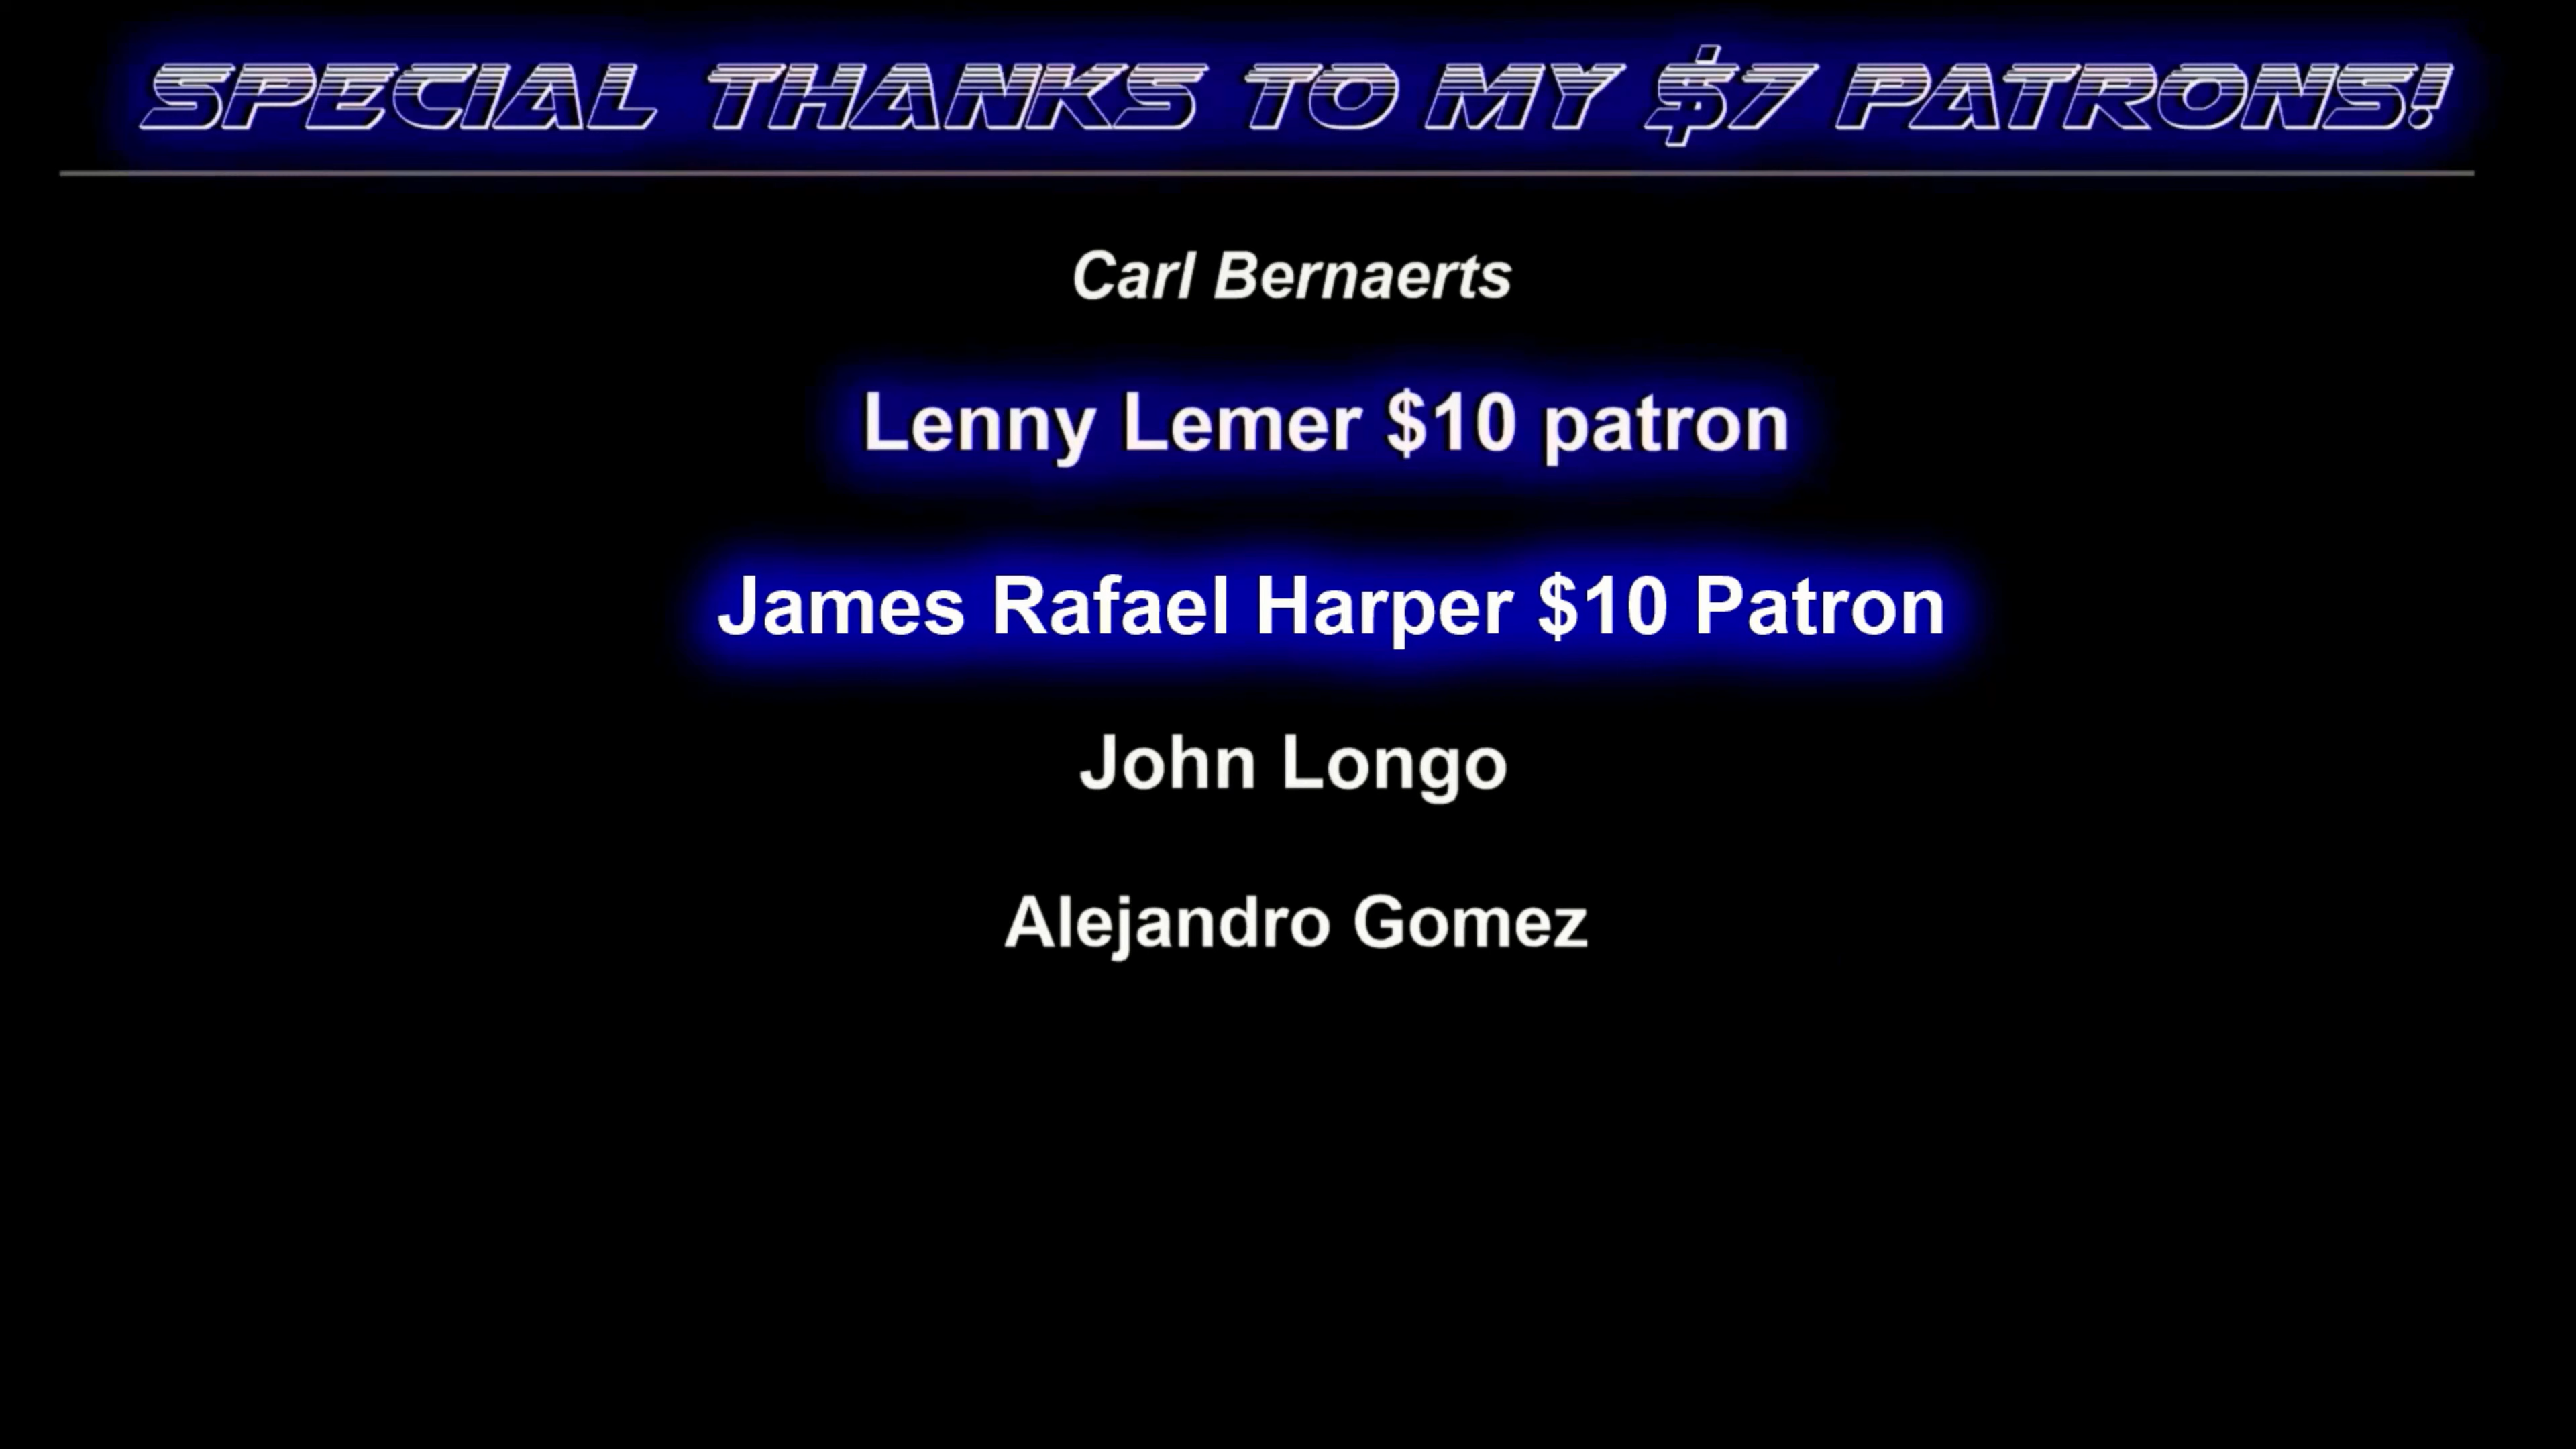 SPECIAL THANKS TO MY $7 PATRONS!
Carl Bernaerts
Lenny Lemer $10 patron
James Rafael Harper $10 Patron
John Longo
Alejandro Gomez